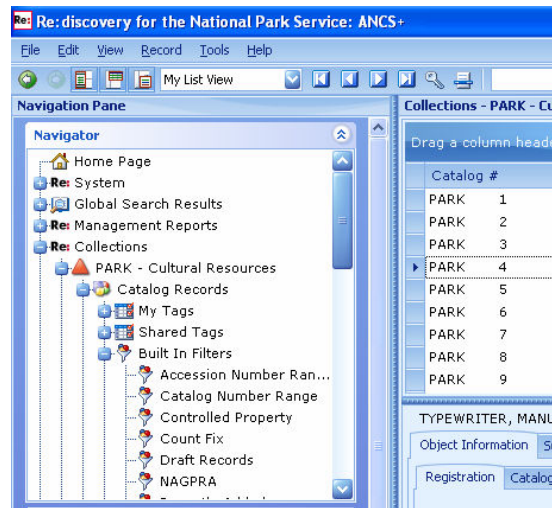 Re: Re:discovery for the National Park Service: ANCS+
File Edit View Record Tools Help
My List View
Navigation Pane
Collections - PARK - Cu
Navigator
Drag a column heade
Home Page
Catalog #
Re: System
PARK 1
Global Search Results
PARK 2
Re: Management Reports
PARK 3
Re: Collections
PARK 4
PARK - Cultural Resources
PARK 5
Catalog Records
PARK 6
My Tags
PARK 7
Shared Tags
PARK 8
Built In Filters
PARK 9
Accession Number Ran...
Catalog Number Range
Controlled Property
TYPEWRITER, MANU
Count Fix
Object Information
Draft Records
Registration Catalog
NAGPRA